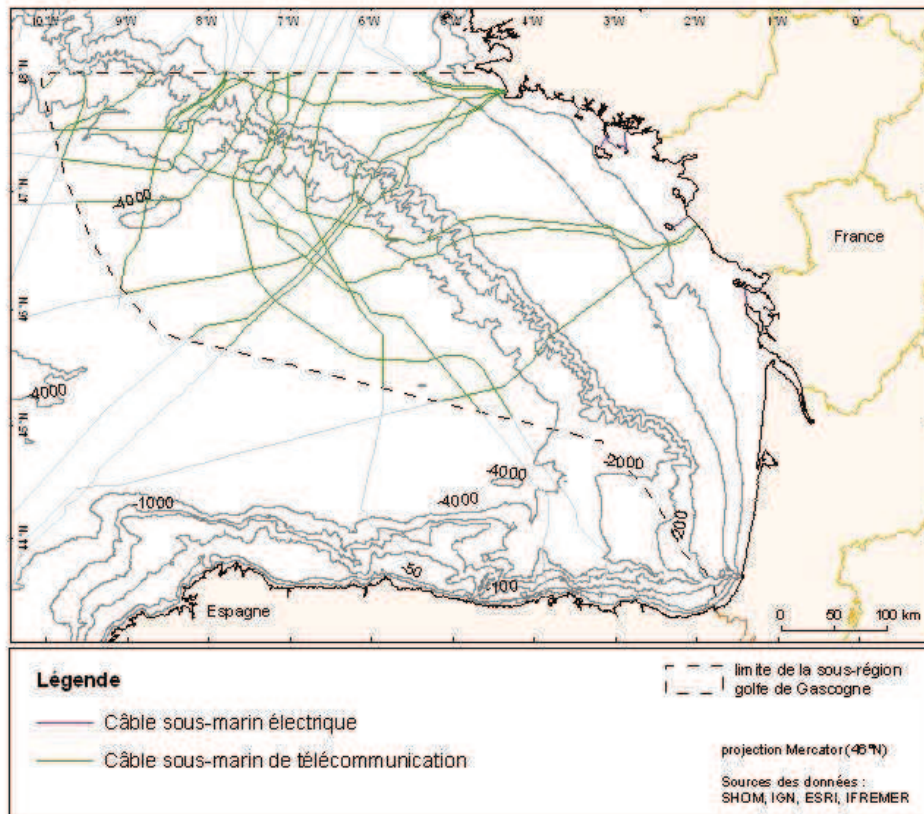 10°W 9°W 8°W 7°W 6°W 5°W 4°W 3°W 2°W 1°W 0°
48°N
47°N
-4000
France
46°N
-4000
45°N
-2000
-4000
-1000
-4000
44°N
-200
-50
-100
Espagne
0 50 100 km
Légende
limite de la sous-région
golfe de Gascogne
Câble sous-marin électrique
Câble sous-marin de télécommunication
projection Mercator (46°N)
Sources des données :
SHOM, IGN, ESRI, IFREMER